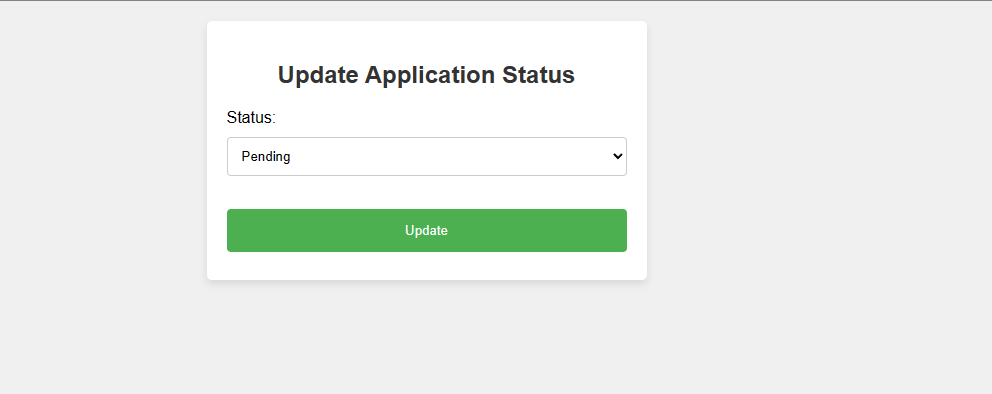 Update Application Status
Status:
Pending
Update